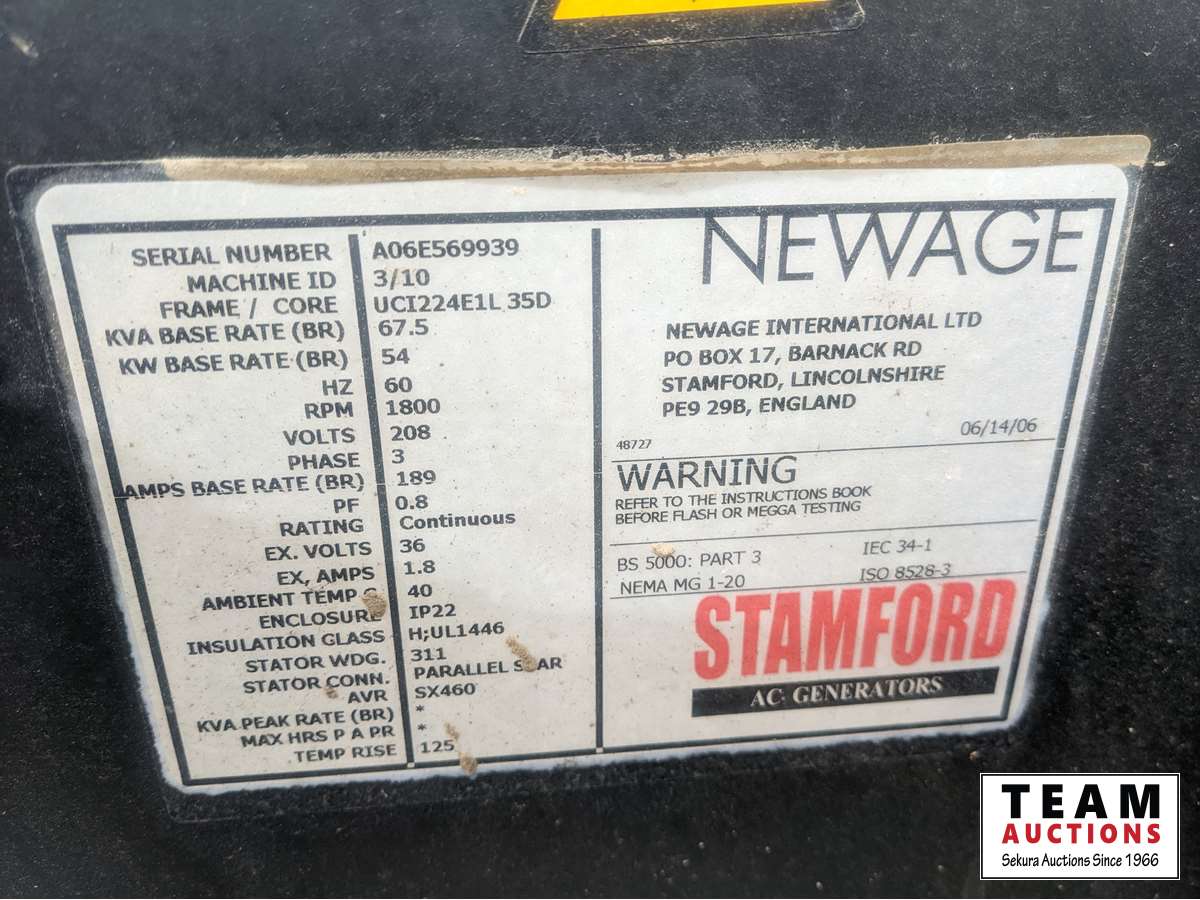 SERIAL NUMBER A06E569939
MACHINE ID 3/10
FRAME / CORE UCI224E1L 35D
KVA BASE RATE (BR) 67.5
KW BASE RATE (BR) 54
HZ 60
RPM 1800
VOLTS 208
PHASE 3
AMPS BASE RATE (BR) 189
PF 0.8
RATING Continuous
EX. VOLTS 36
EX, AMPS 1.8
AMBIENT TEMP C 40
ENCLOSURE IP22
INSULATION GLASS H;UL1446
STATOR WDG. 311
STATOR CONN. PARALLEL STAR
AVR SX460
KVA PEAK RATE (BR) *
MAX HRS P A PR *
TEMP RISE 125
NEWAGE
NEWAGE INTERNATIONAL LTD
PO BOX 17, BARNACK RD
STAMFORD, LINCOLNSHIRE
PE9 29B, ENGLAND
48727 06/14/06
WARNING
REFER TO THE INSTRUCTIONS BOOK
BEFORE FLASH OR MEGGA TESTING
BS 5000: PART 3 IEC 34-1
NEMA MG 1-20 ISO 8528-3
STAMFORD
AC GENERATORS
TEAM
AUCTIONS
Sekura Auctions Since 1966